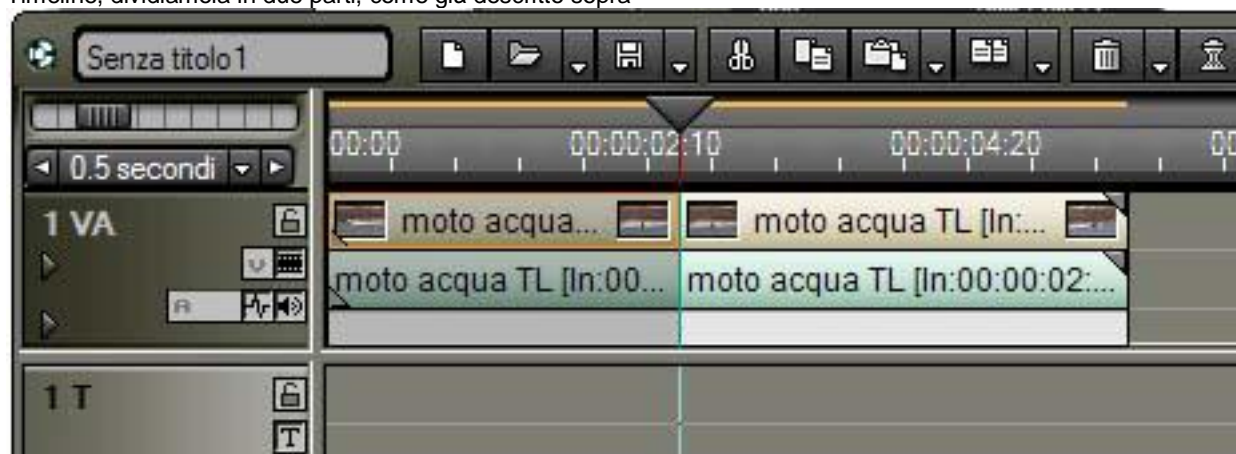 Timeline, dividiamola in due parti, come già descritto sopra
Senza titolo1
00:00 00:00:02:10 00:00:04:20 00
0.5 secondi
1 VA
moto acqua... moto acqua TL [In:...
moto acqua TL [In:00... moto acqua TL [In:00:00:02:...
A
1 T
T